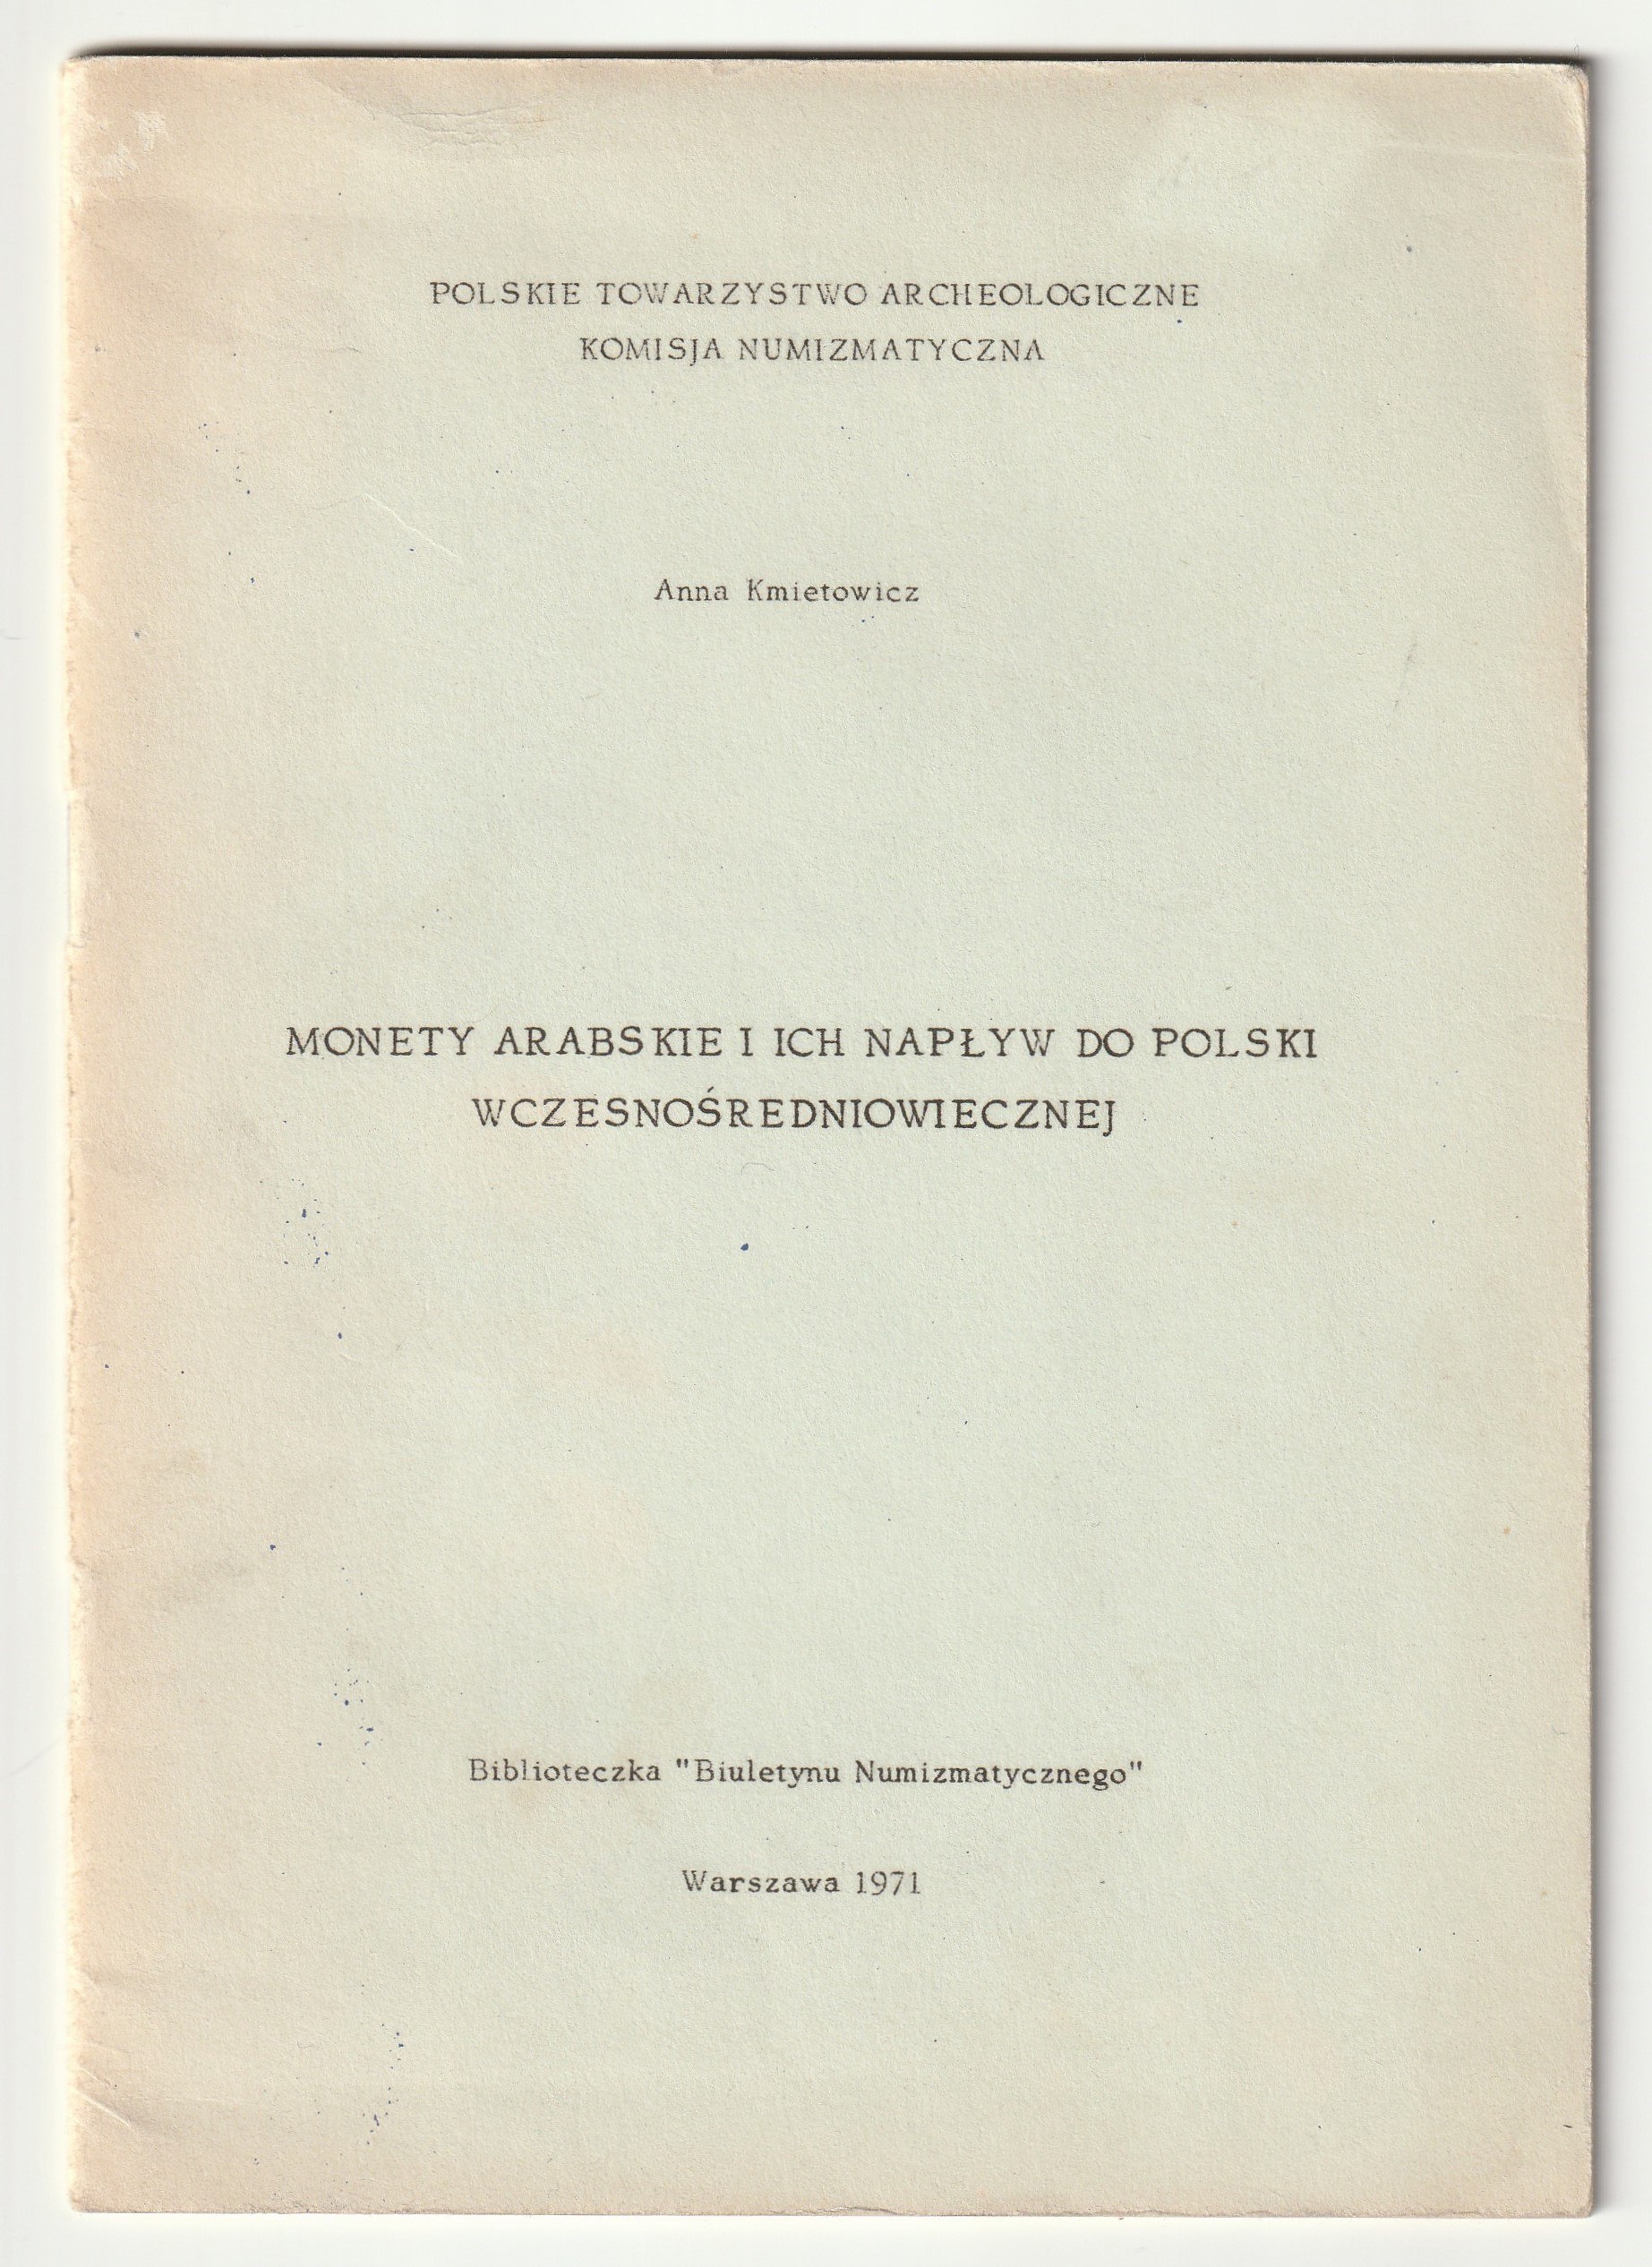 POLSKIE TOWARZYSTWO ARCHEOLOGICZNE
KOMISJA NUMIZMATYCZNA
Anna Kmietowicz
MONETY ARABSKIE I ICH NAPŁYW DO POLSKI
WCZESNOŚREDNIOWIECZNEJ
Biblioteczka "Biuletynu Numizmatycznego"
Warszawa 1971